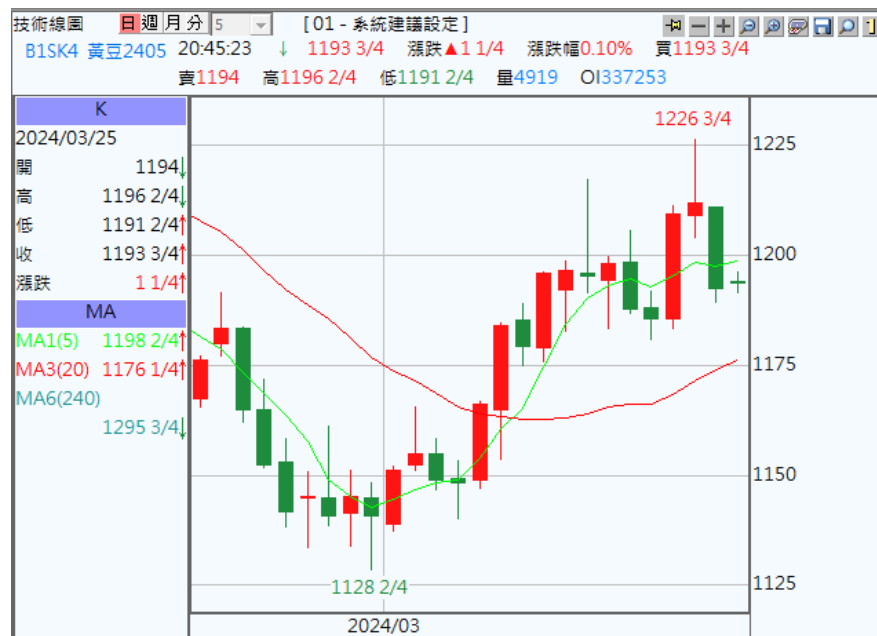 技術線圖 日 週 月 分 5 [ 01 - 系統建議設定 ]
B1SK4 黃豆2405 20:45:23 ↓ 1193 3/4 漲跌▲1 1/4 漲跌幅0.10% 買1193 3/4
賣1194 高1196 2/4 低1191 2/4 量4919 OI337253
K
2024/03/25
開 1194↓
高 1196 2/4↓
低 1191 2/4↑
收 1193 3/4↑
漲跌 1 1/4↑
MA
MA1(5) 1198 2/4↑
MA3(20) 1176 1/4↑
MA6(240)
1295 3/4↓
1226 3/4
1225
1200
1175
1150
1125
1128 2/4
2024/03